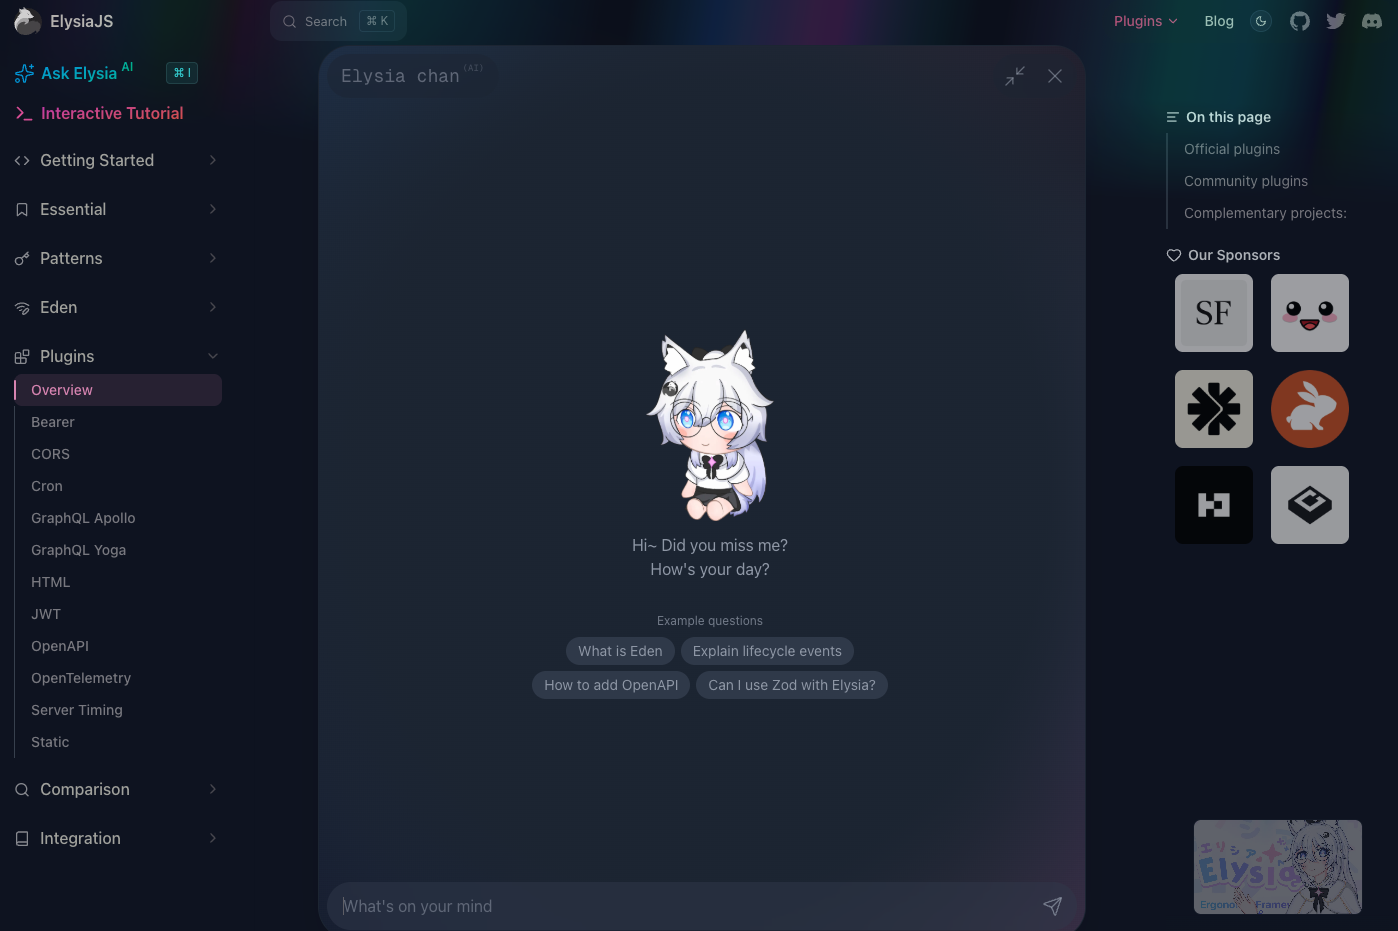 ElysiaJS
Search ⌘ K
Plugins
Blog
Ask Elysia AI ⌘ I
Interactive Tutorial
Getting Started
Essential
Patterns
Eden
Plugins
Overview
Bearer
CORS
Cron
GraphQL Apollo
GraphQL Yoga
HTML
JWT
OpenAPI
OpenTelemetry
Server Timing
Static
Comparison
Integration
Elysia chan (AI)
Hi~ Did you miss me?
How's your day?
Example questions
What is Eden
Explain lifecycle events
How to add OpenAPI
Can I use Zod with Elysia?
What's on your mind
On this page
Official plugins
Community plugins
Complementary projects:
Our Sponsors
SF
エリシア
Elysia